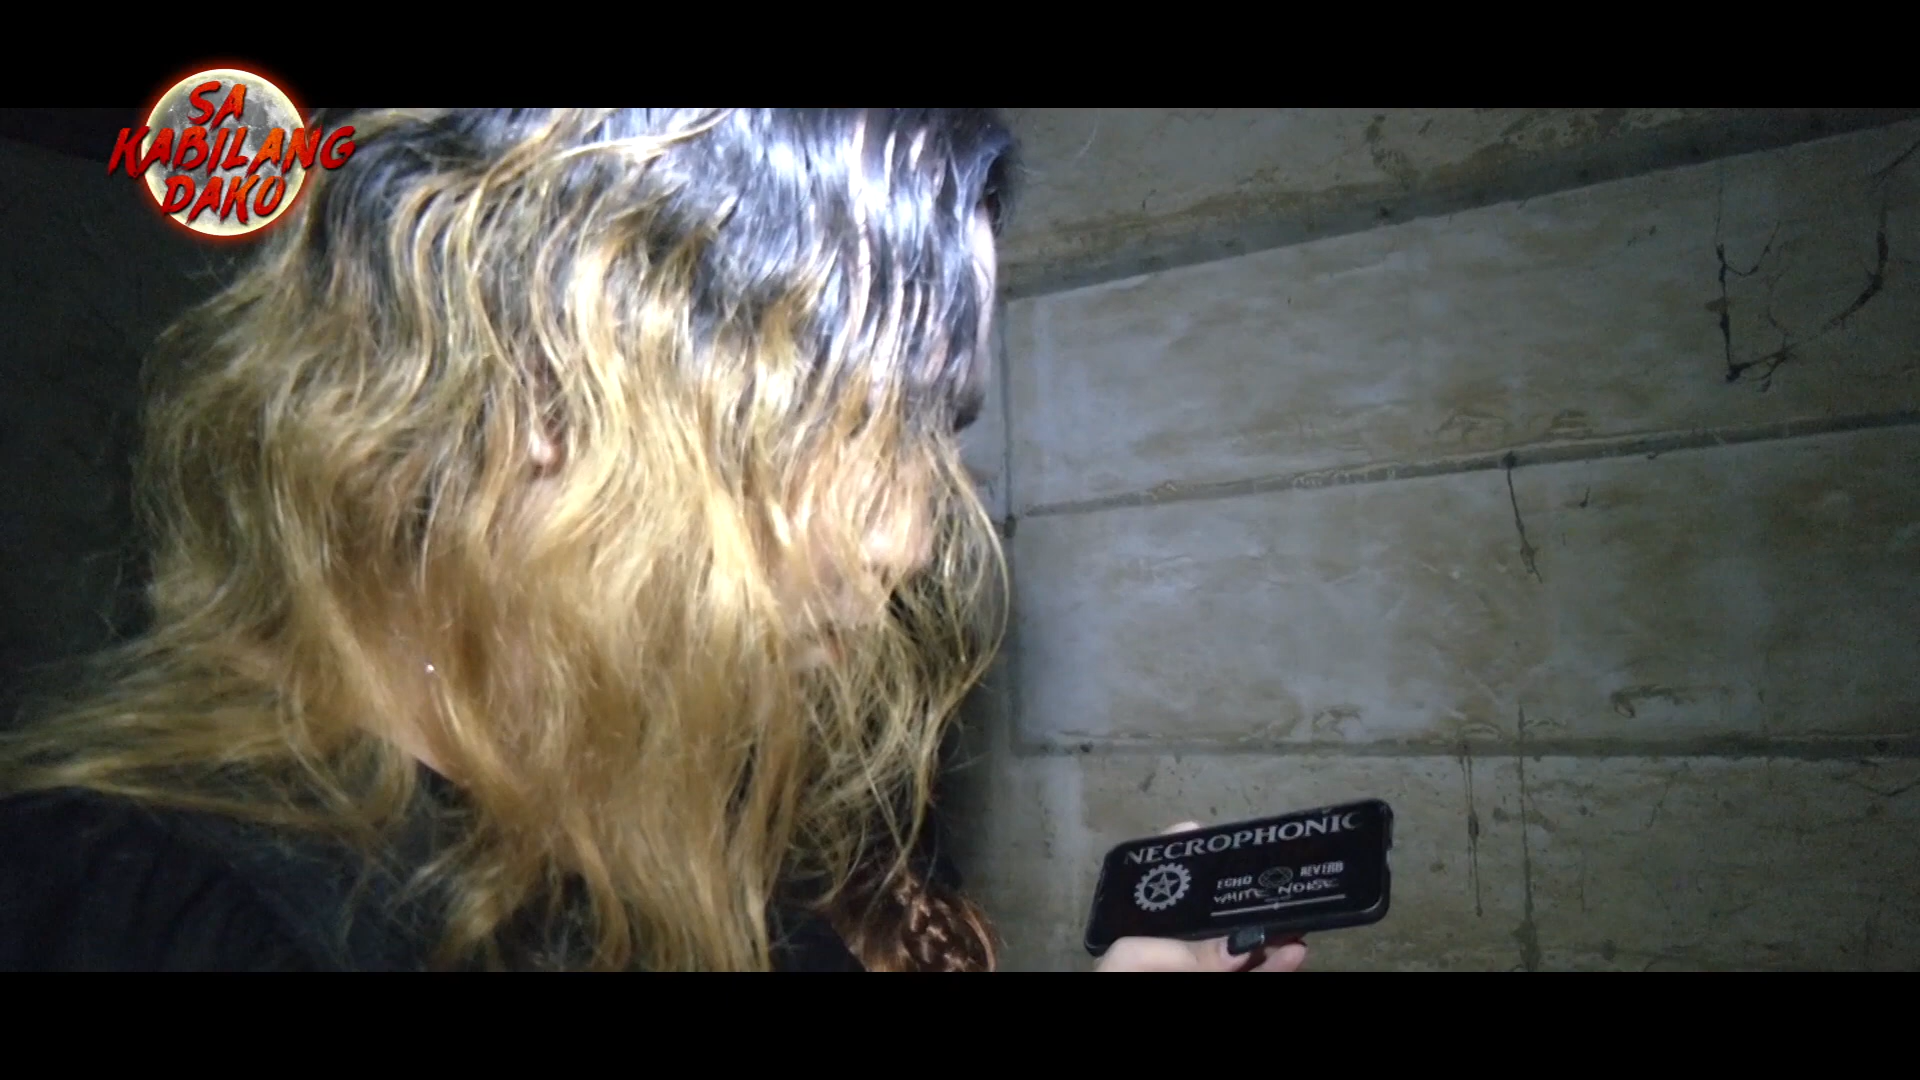 SA
KABILANG
DAKO
NECROPHONIC
ECHO REVERB
WHITE NOISE